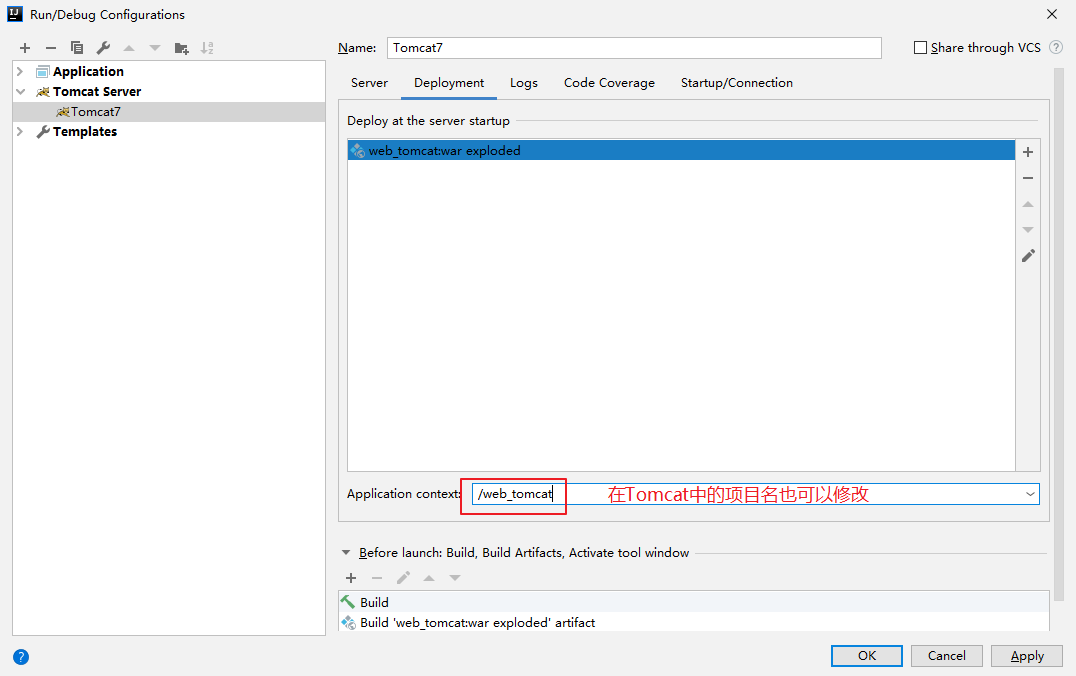 Run/Debug Configurations
Name: Tomcat7 Share through VCS ?
Application
Tomcat Server
Tomcat7
Templates
Server Deployment Logs Code Coverage Startup/Connection
Deploy at the server startup
web_tomcat:war exploded
Application context: /web_tomcat 在Tomcat中的项目名也可以修改
Before launch: Build, Build Artifacts, Activate tool window
Build
Build 'web_tomcat:war exploded' artifact
? OK Cancel Apply